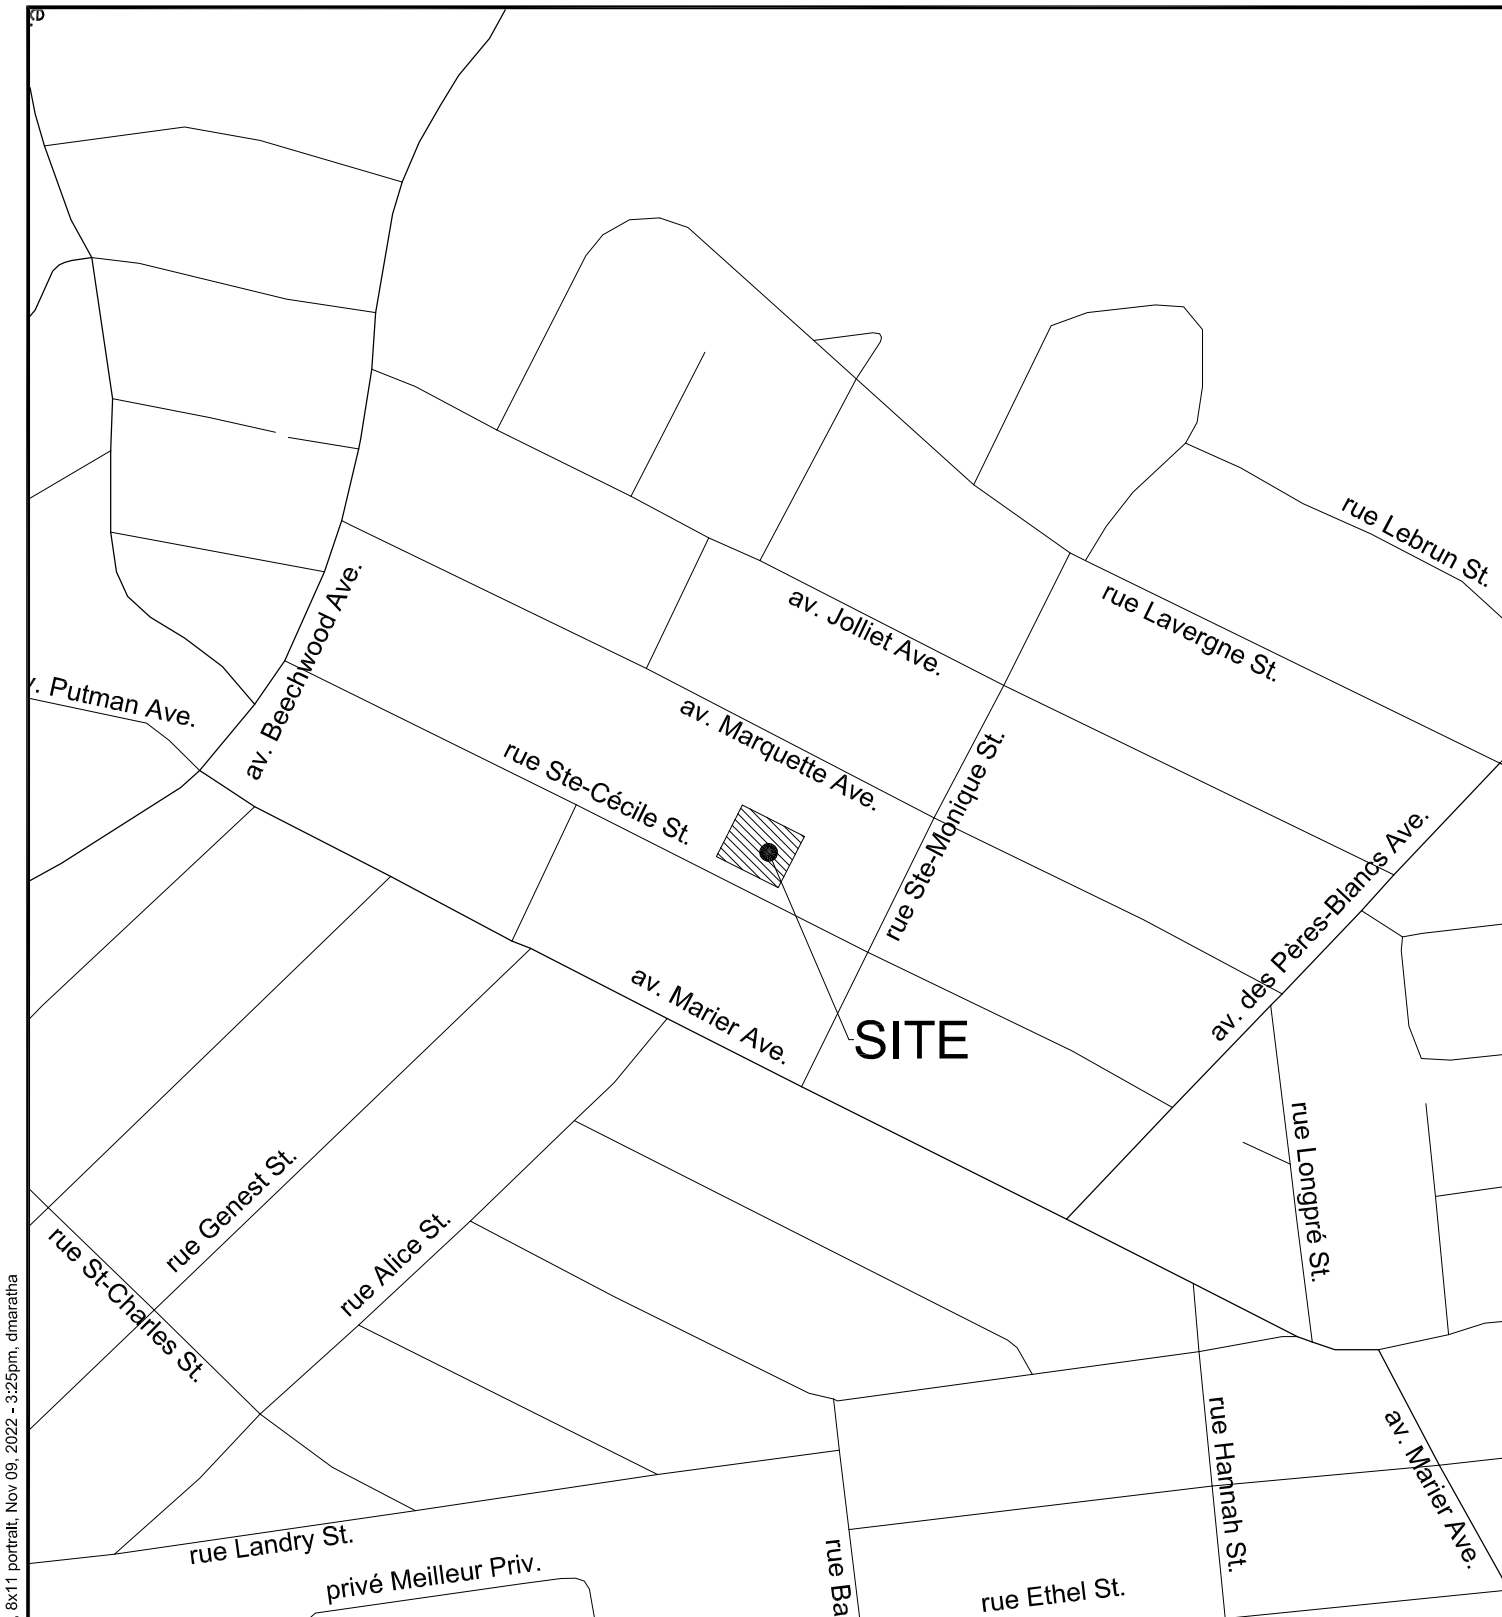 rue Lebrun St.
rue Lavergne St.
av. Jolliet Ave.
av. Beechwood Ave.
Putman Ave.
av. Marquette Ave.
rue Ste-Cécile St.
rue Ste-Monique St.
av. des Pères-Blancs Ave.
av. Marier Ave.
SITE
rue Longpré St.
rue Genest St.
rue Alice St.
rue St-Charles St.
rue Hannah St.
av. Marier Ave.
rue Landry St.
privé Meilleur Priv.
rue Ba
rue Ethel St.
8x11 portrait, Nov 09, 2022 - 3:25pm, dmaratha